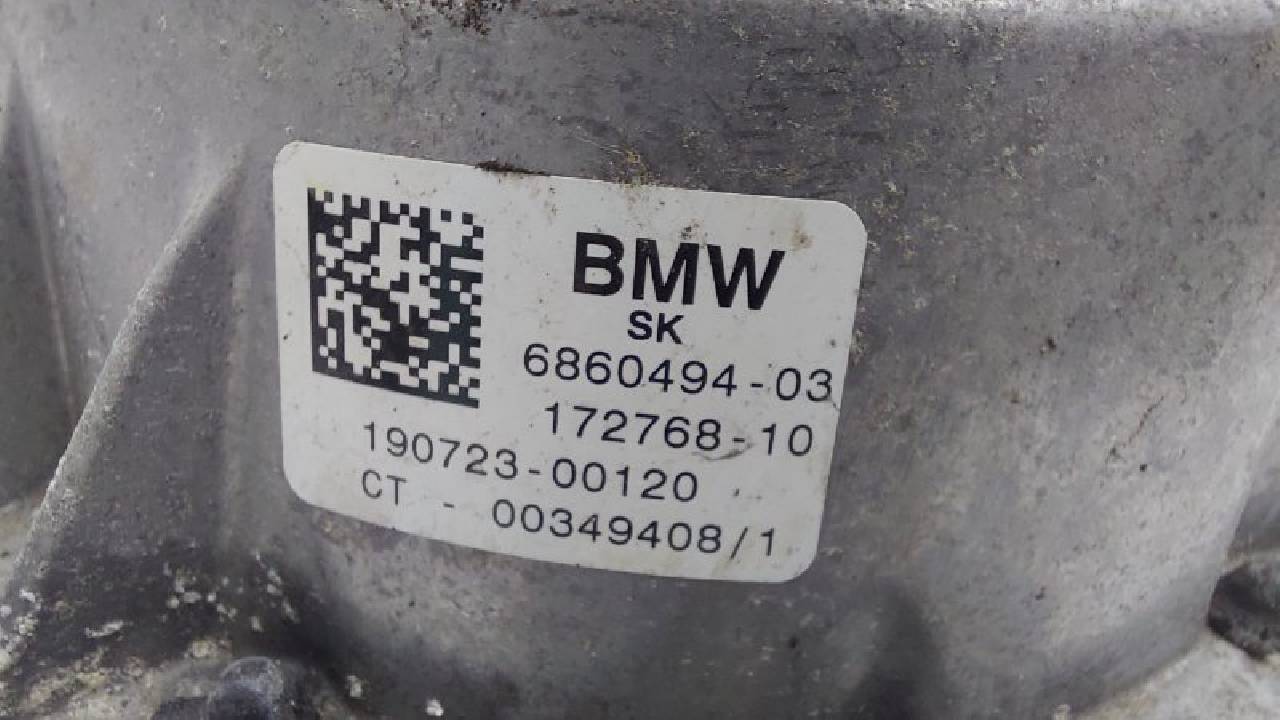 BMW
SK
6860494-03
172768-10
190723-00120
CT - 00349408/1